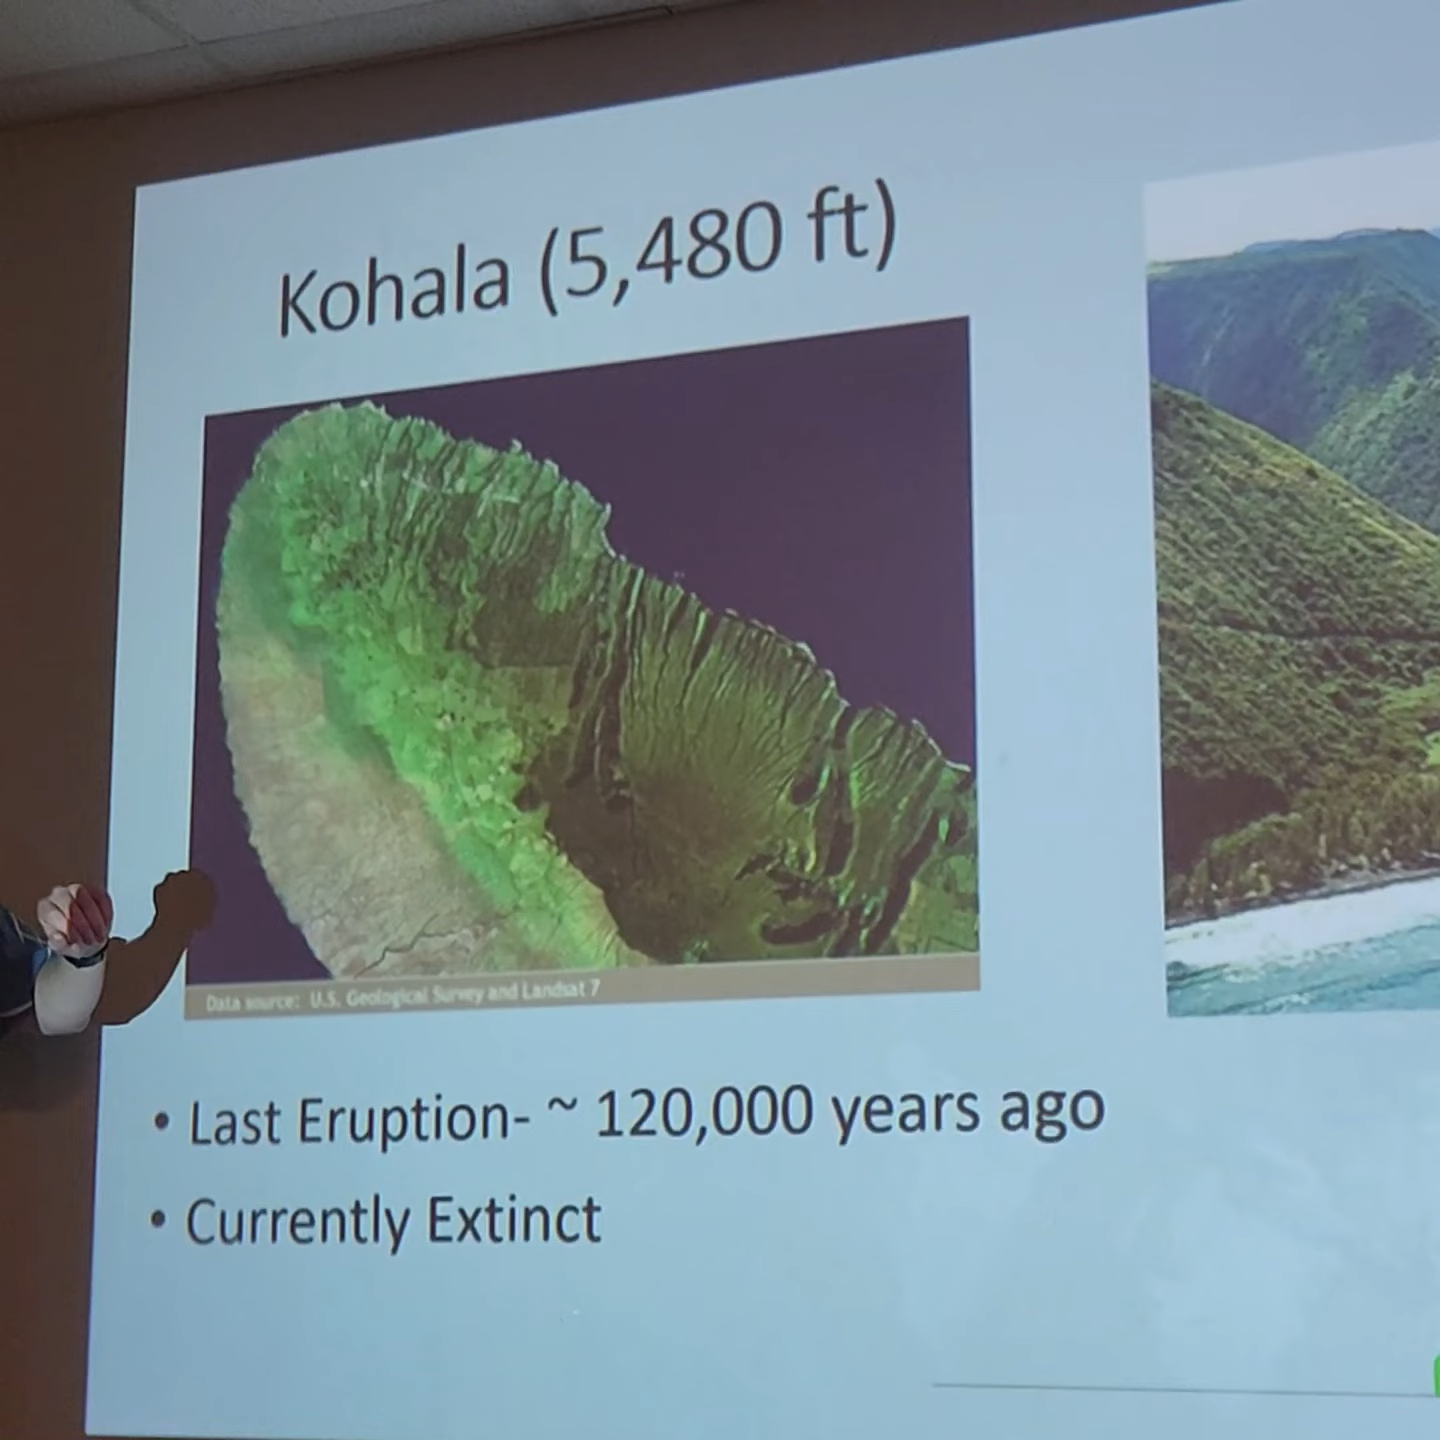 Kohala (5,480 ft)
Data source: U.S. Geological Survey and Landsat 7
• Last Eruption- ~ 120,000 years ago
• Currently Extinct